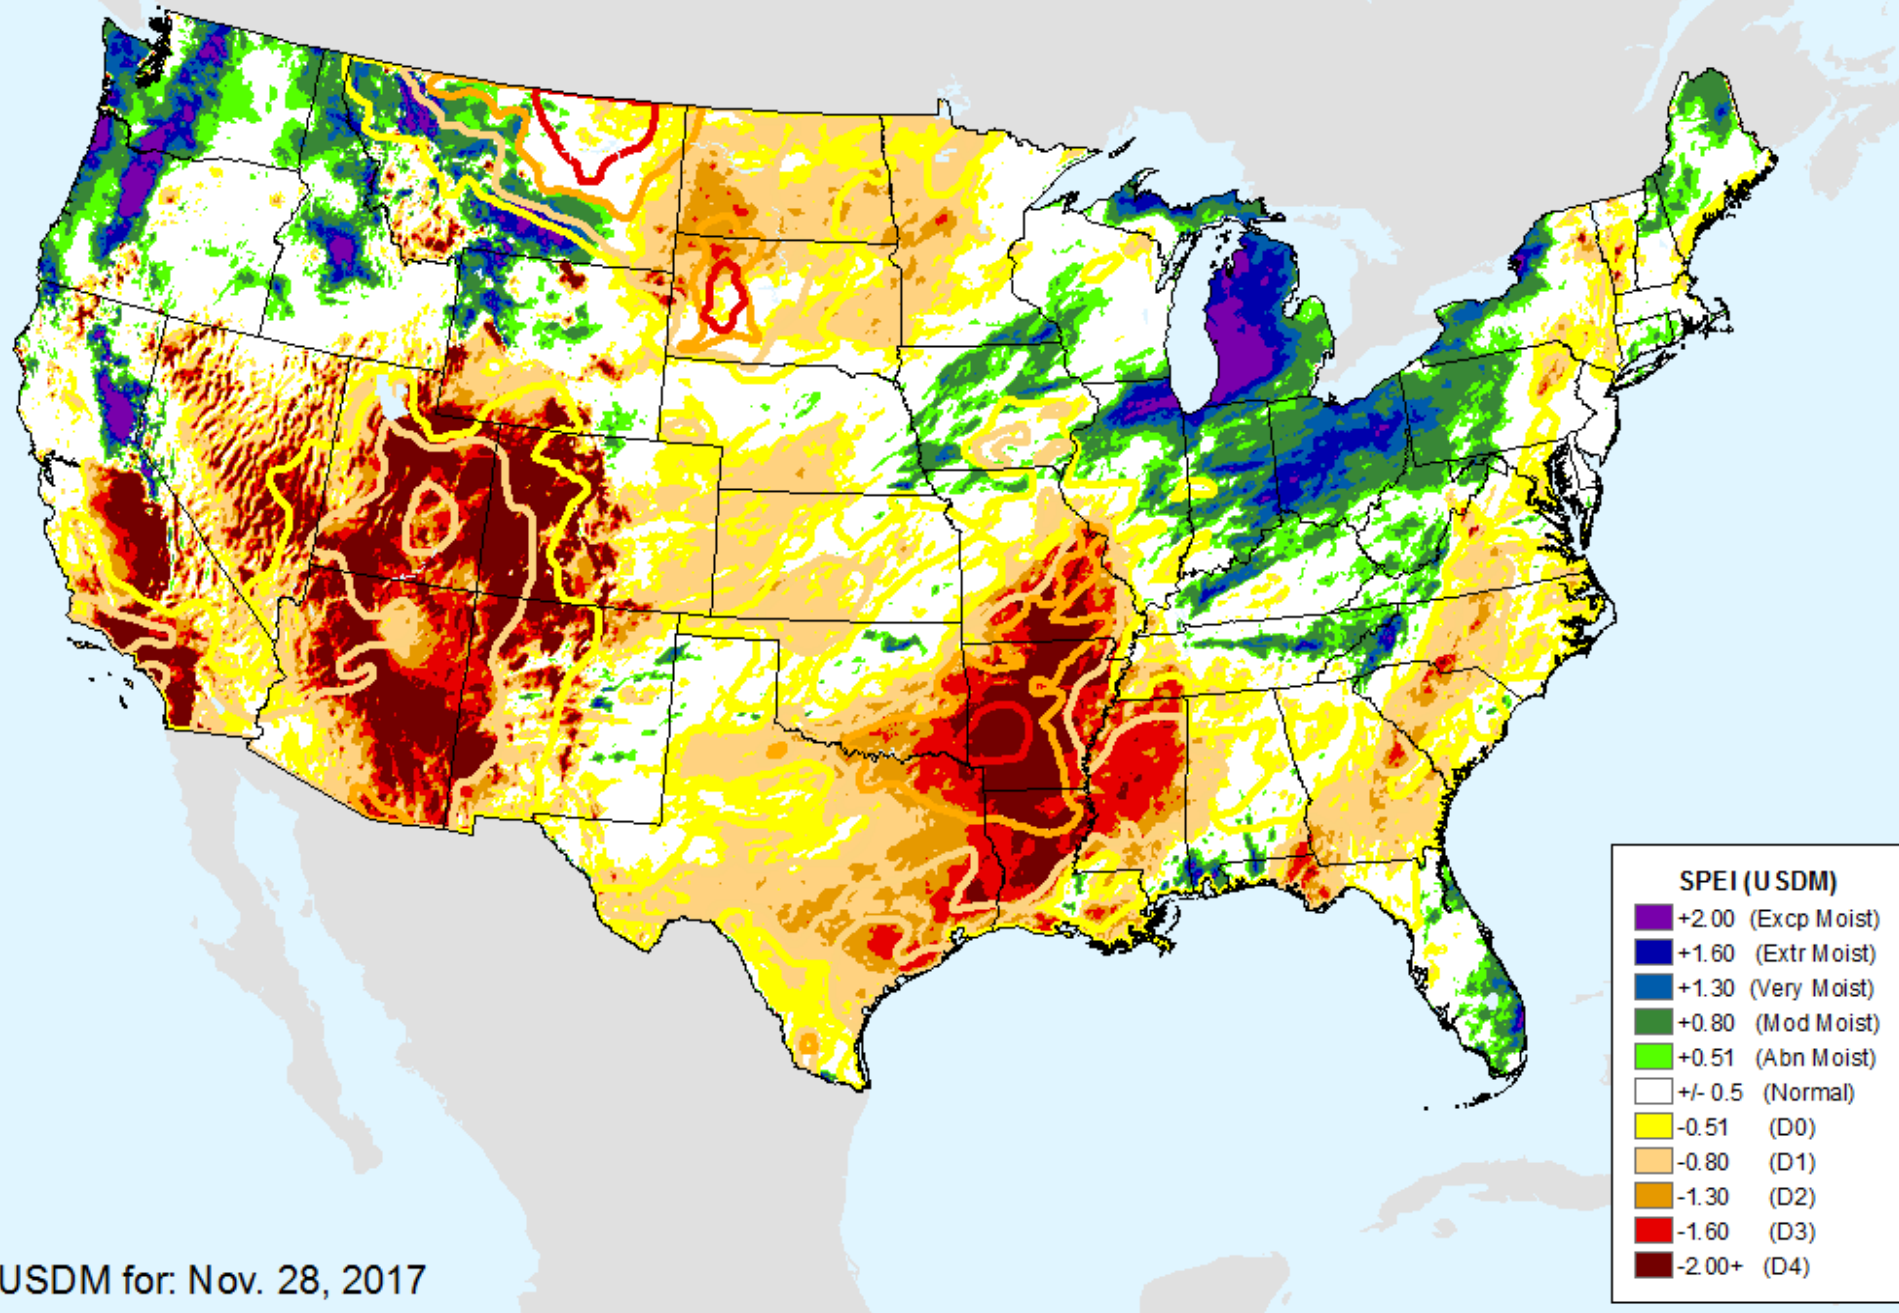 SPEI (USDM)
+2.00 (Excp Moist)
+1.60 (Extr Moist)
+1.30 (Very Moist)
+0.80 (Mod Moist)
+0.51 (Abn Moist)
+/- 0.5 (Normal)
-0.51 (D0)
-0.80 (D1)
-1.30 (D2)
-1.60 (D3)
-2.00+ (D4)
USDM for: Nov. 28, 2017